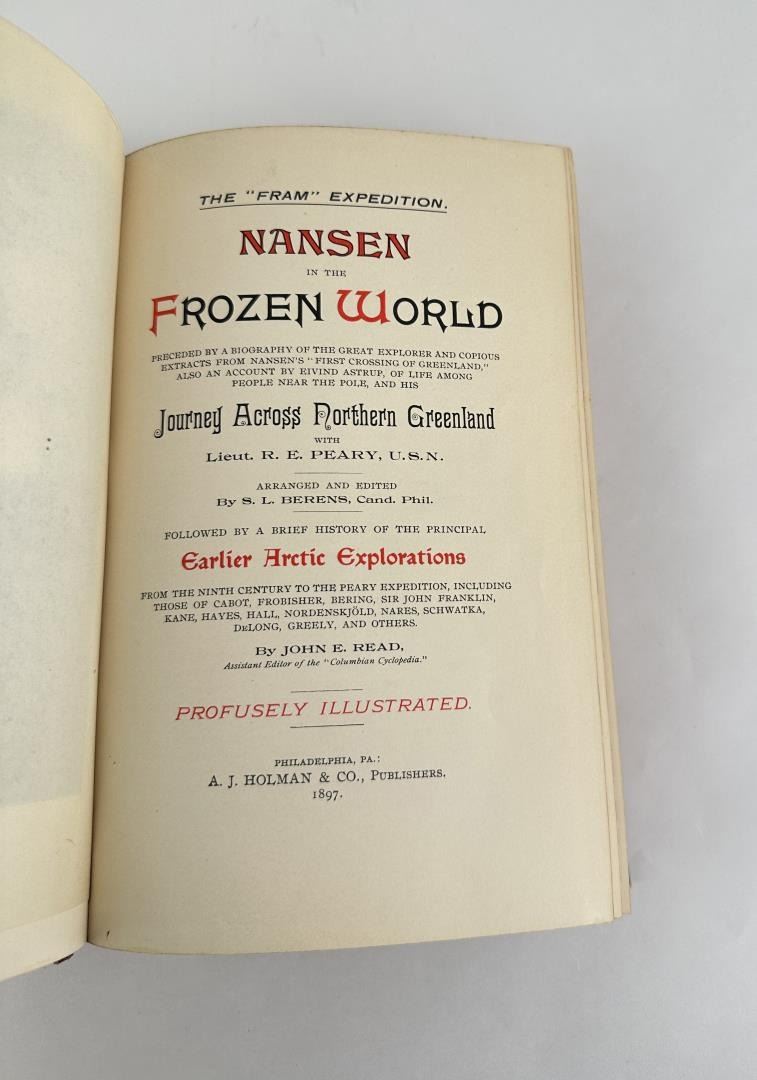 THE "FRAM" EXPEDITION.
NANSEN
IN THE
FROZEN WORLD
PRECEDED BY A BIOGRAPHY OF THE GREAT EXPLORER AND COPIOUS
EXTRACTS FROM NANSEN'S "FIRST CROSSING OF GREENLAND,"
ALSO AN ACCOUNT BY EIVIND ASTRUP, OF LIFE AMONG
PEOPLE NEAR THE POLE, AND HIS
Journey Across Northern Greenland
WITH
Lieut. R. E. PEARY, U.S.N.
ARRANGED AND EDITED
By S. L. BERENS, Cand. Phil.
FOLLOWED BY A BRIEF HISTORY OF THE PRINCIPAL
Earlier Arctic Explorations
FROM THE NINTH CENTURY TO THE PEARY EXPEDITION, INCLUDING
THOSE OF CABOT, FROBISHER, BERING, SIR JOHN FRANKLIN,
KANE, HAYES, HALL, NORDENSKJÖLD, NARES, SCHWATKA,
DeLONG, GREELY, AND OTHERS.
By JOHN E. READ,
Assistant Editor of the "Columbian Cyclopedia."
PROFUSELY ILLUSTRATED.
PHILADELPHIA, PA.:
A. J. HOLMAN & CO., PUBLISHERS.
1897.